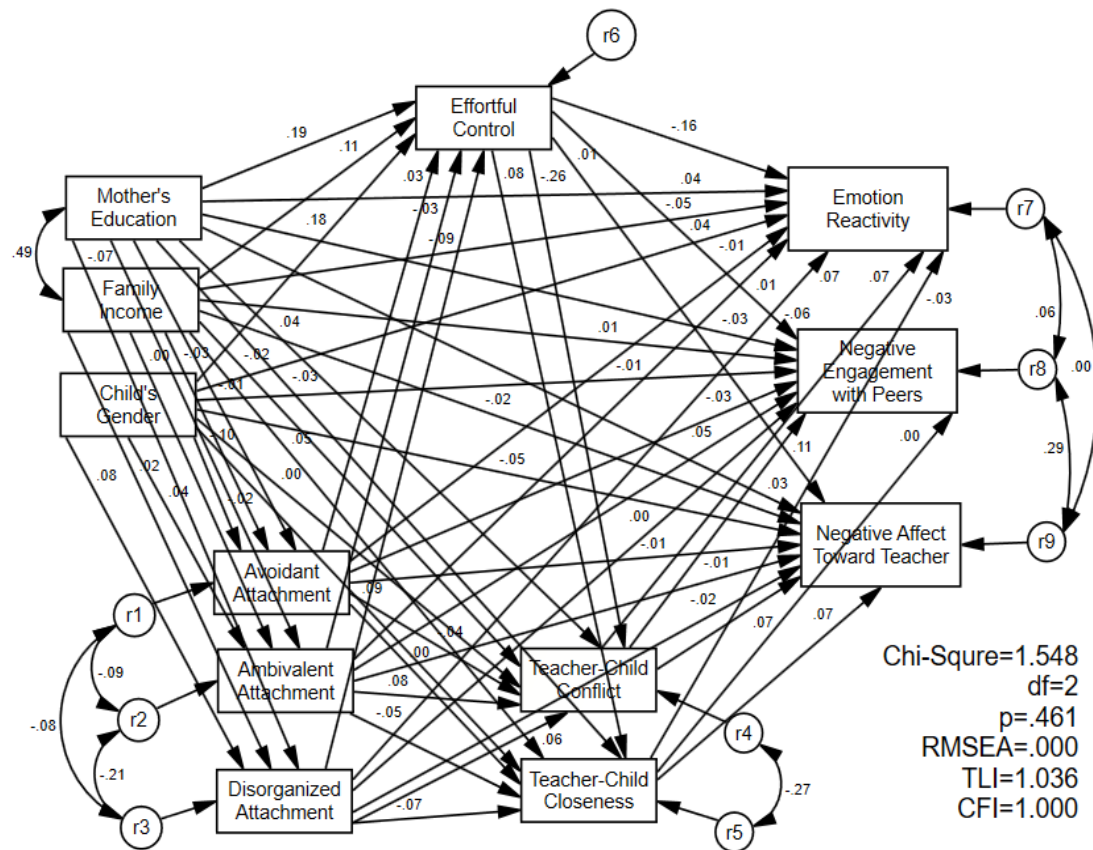 r6
Effortful
Control
.19
.11
.03
-.03
-.09
.08
-.26
.01
-.16
.04
-.05
.04
-.01
Mother's
Education
Emotion
Reactivity
r7
.49
-.07
.18
Family
Income
.04
-.03
.07
.07
-.03
-.06
.06
.00
.00
-.03
-.02
-.03
.01
Negative
Engagement
with Peers
r8
Child's
Gender
-.01
-.01
-.02
-.03
.05
.11
.00
.29
-.10
.05
.00
-.05
.03
.08
.02
.04
-.02
.00
-.01
Negative Affect
Toward Teacher
r9
Avoidant
Attachment
-.01
-.02
.07
.07
r1
.09
-.04
.00
-.09
Ambivalent
Attachment
.08
-.05
Teacher-Child
Conflict
r4
-.08
r2
-.21
.06
-.27
Disorganized
Attachment
-.07
Teacher-Child
Closeness
r3
r5
Chi-Squre=1.548
df=2
p=.461
RMSEA=.000
TLI=1.036
CFI=1.000